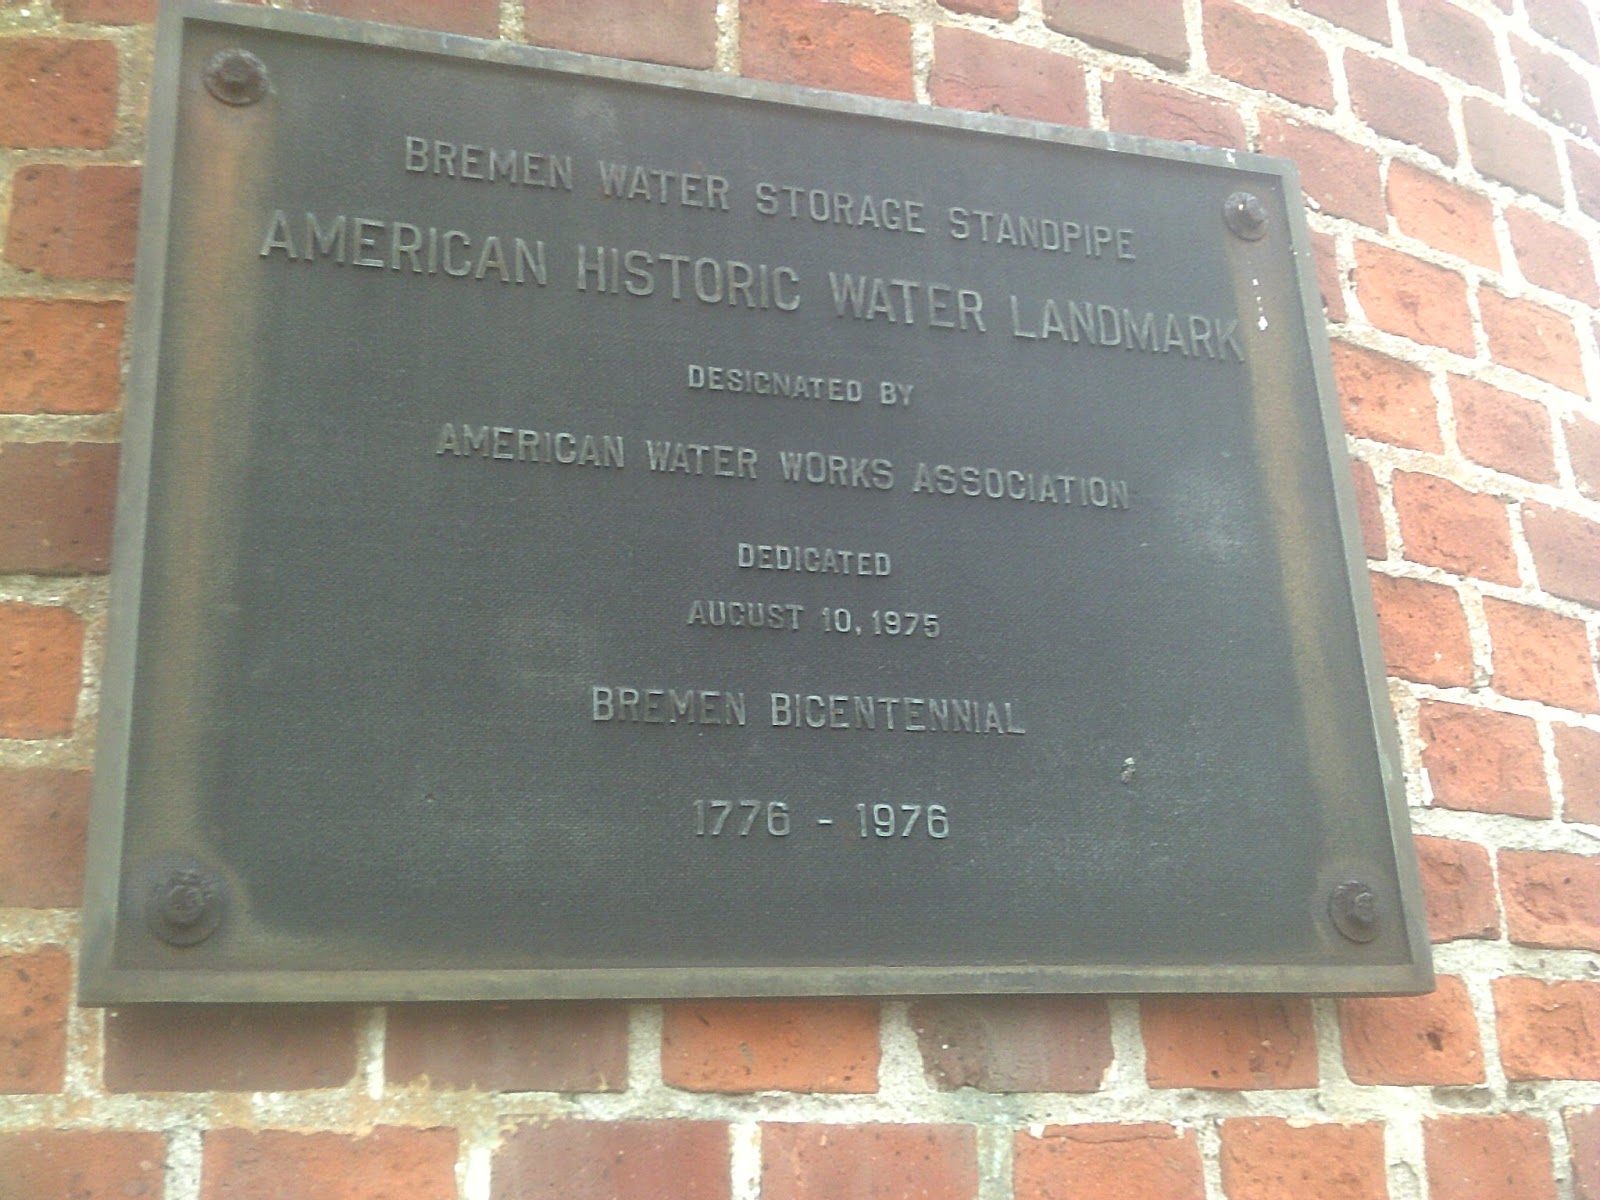 BREMEN WATER STORAGE STANDPIPE
AMERICAN HISTORIC WATER LANDMARK
DESIGNATED BY
AMERICAN WATER WORKS ASSOCIATION
DEDICATED
AUGUST 10, 1975
BREMEN BICENTENNIAL
1776 - 1976